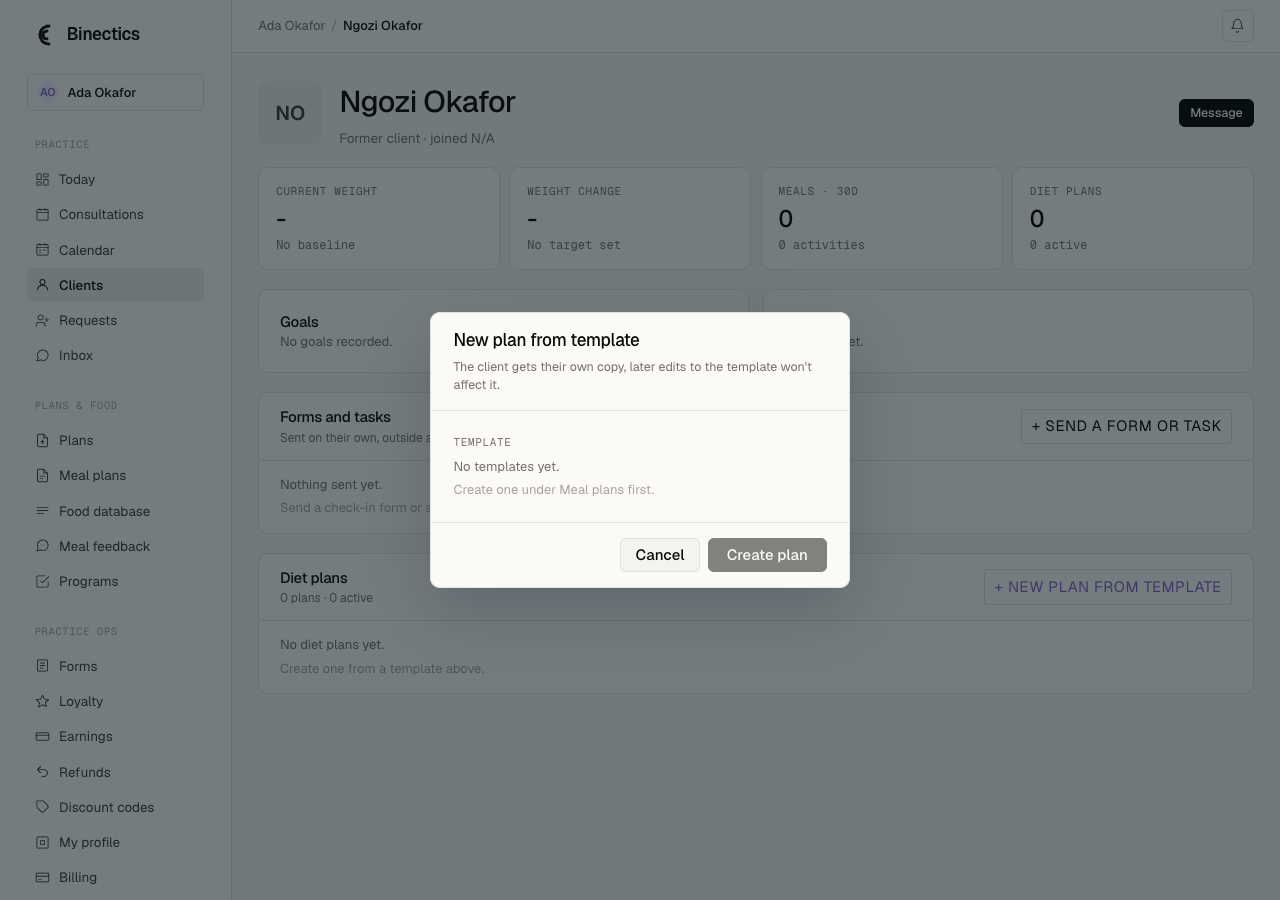 Binectics
Ada Okafor / Ngozi Okafor
AO Ada Okafor
PRACTICE
Today
Consultations
Calendar
Clients
Requests
Inbox
PLANS & FOOD
Plans
Meal plans
Food database
Meal feedback
Programs
PRACTICE OPS
Forms
Loyalty
Earnings
Refunds
Discount codes
My profile
Billing
NO
Ngozi Okafor
Former client · joined N/A
Message
CURRENT WEIGHT
-
No baseline
WEIGHT CHANGE
-
No target set
MEALS - 30D
0
0 activities
DIET PLANS
0
0 active
Goals
No goals recorded.
Forms and tasks
Sent on their own, outside
+ SEND A FORM OR TASK
Nothing sent yet.
Send a check-in form or
New plan from template
The client gets their own copy, later edits to the template won't
affect it.
TEMPLATE
No templates yet.
Create one under Meal plans first.
Cancel
Create plan
Diet plans
0 plans · 0 active
+ NEW PLAN FROM TEMPLATE
No diet plans yet.
Create one from a template above.